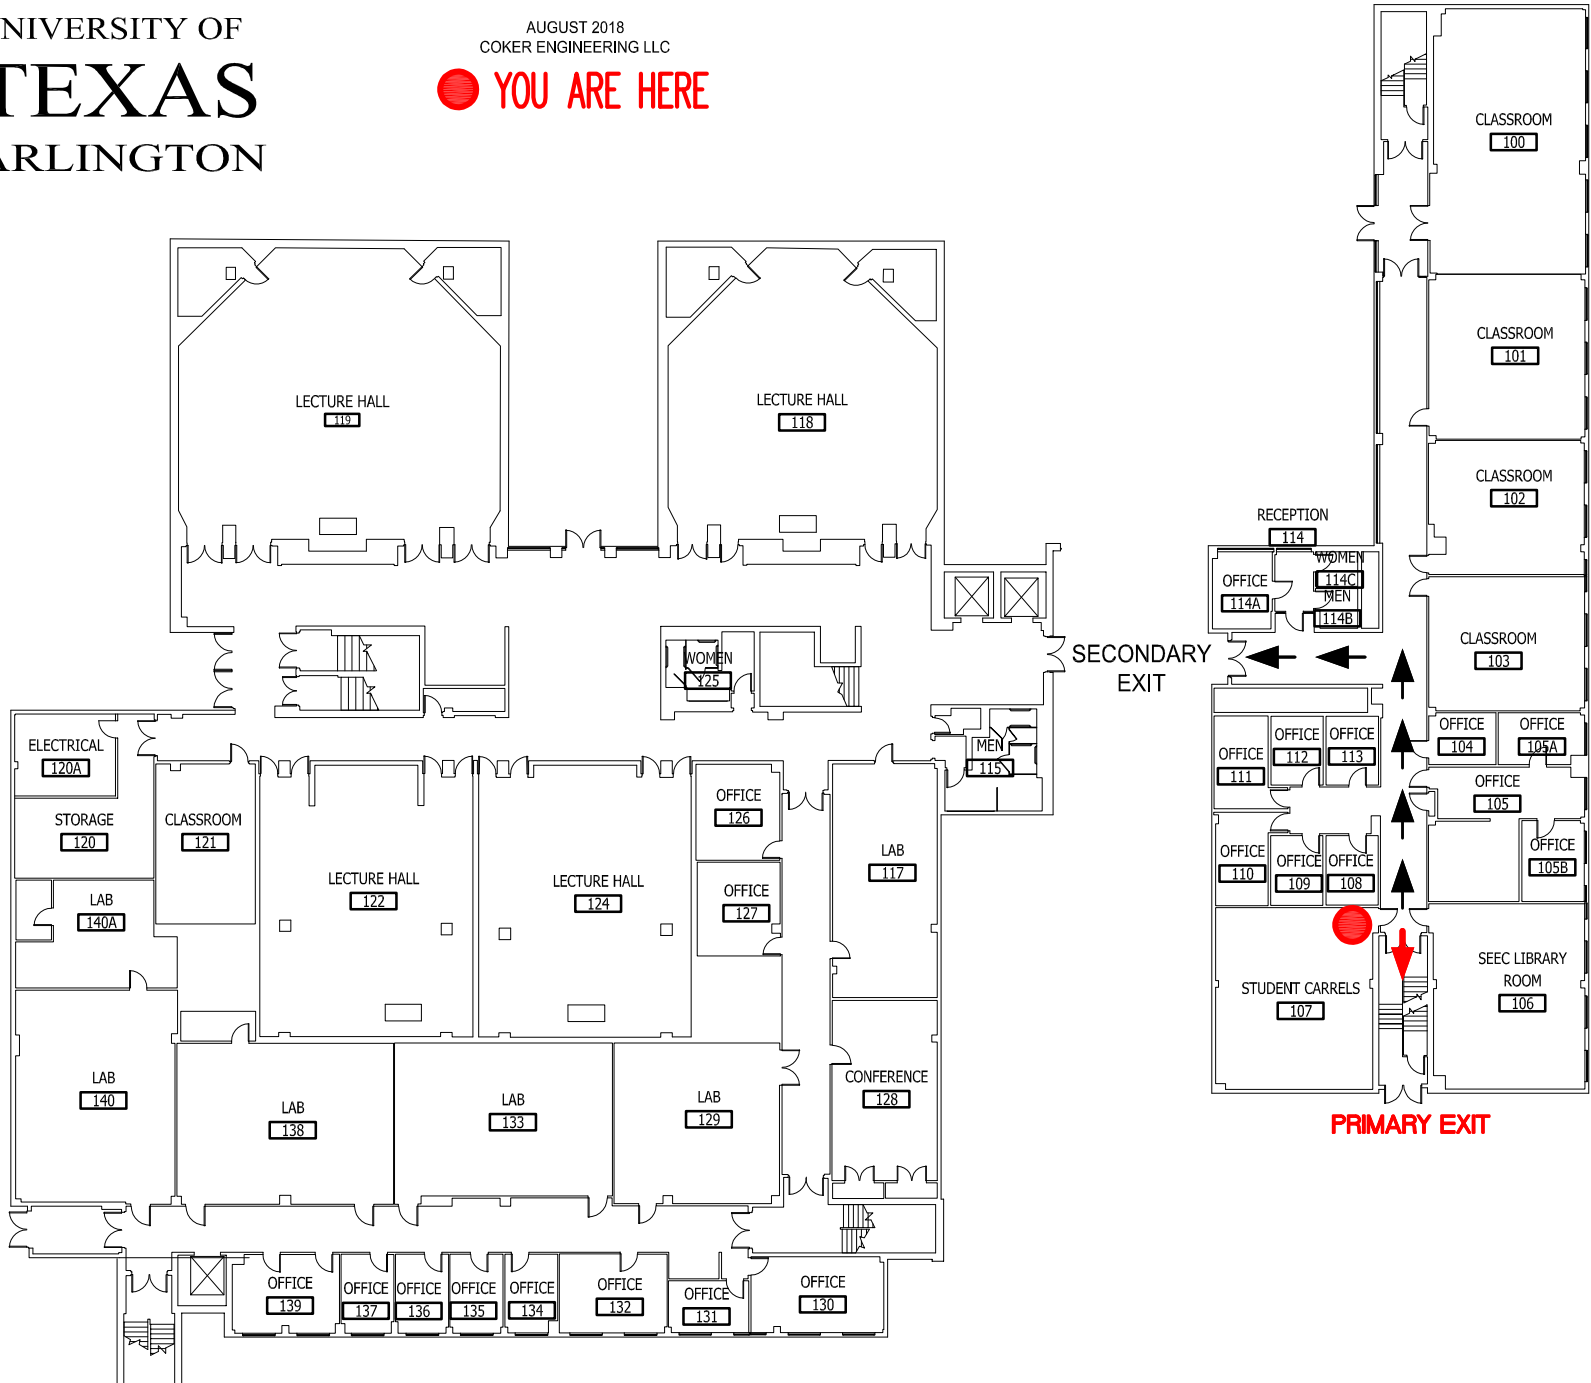 NIVERSITY OF
TEXAS
ARLINGTON
AUGUST 2018
COKER ENGINEERING LLC
YOU ARE HERE
CLASSROOM
100
CLASSROOM
101
CLASSROOM
102
CLASSROOM
103
LECTURE HALL
119
LECTURE HALL
118
RECEPTION
114
WOMEN
114C
MEN
114B
OFFICE
114A
SECONDARY
EXIT
WOMEN
125
MEN
115
ELECTRICAL
120A
STORAGE
120
CLASSROOM
121
LAB
140A
LECTURE HALL
122
LECTURE HALL
124
OFFICE
126
OFFICE
127
LAB
117
OFFICE
104
OFFICE
105A
OFFICE
105
OFFICE
105B
OFFICE
111
OFFICE
112
OFFICE
113
OFFICE
110
OFFICE
109
OFFICE
108
STUDENT CARRELS
107
SEEC LIBRARY
ROOM
106
PRIMARY EXIT
LAB
140
LAB
138
LAB
133
LAB
129
CONFERENCE
128
OFFICE
139
OFFICE
137
OFFICE
136
OFFICE
135
OFFICE
134
OFFICE
132
OFFICE
131
OFFICE
130